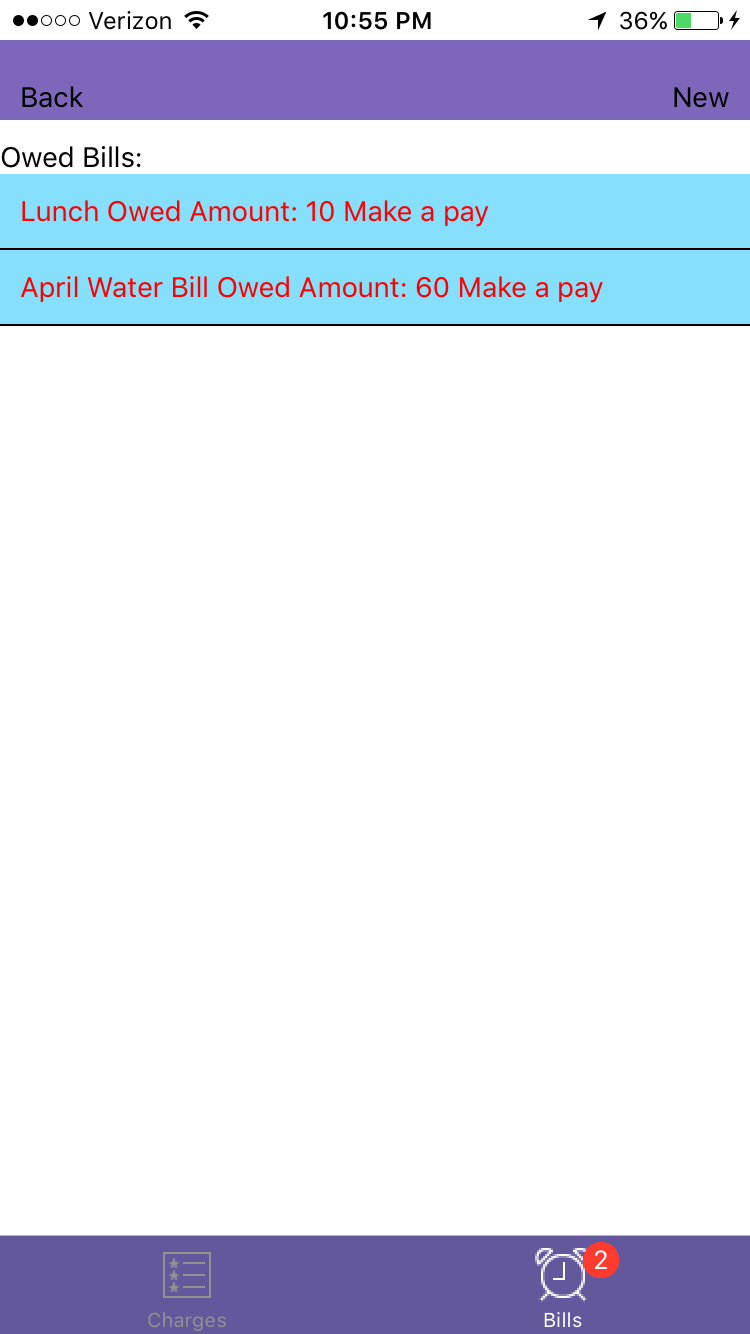 Verizon 10:55 PM 36%
Back New
Owed Bills:
Lunch Owed Amount: 10 Make a pay
April Water Bill Owed Amount: 60 Make a pay
2
Charges Bills